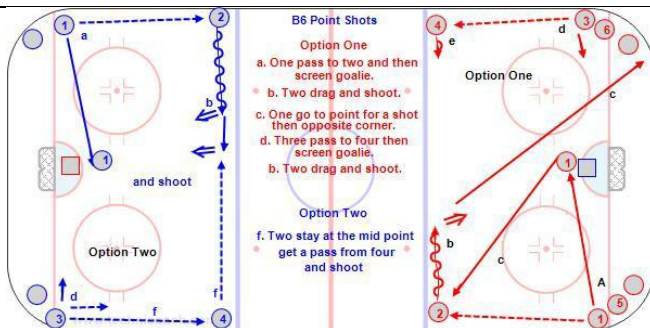 B6 Point Shots
Option One
a. One pass to two and then
screen goalie.
b. Two drag and shoot.
c. One go to point for a shot
then opposite corner.
d. Three pass to four then
screen goalie.
b. Two drag and shoot.
Option Two
f. Two stay at the mid point
get a pass from four
and shoot
1
2
a
b
1
and shoot
Option Two
d
f
f
3
4
4
3
6
e
d
Option One
c
1
b
c
A
5
2
1